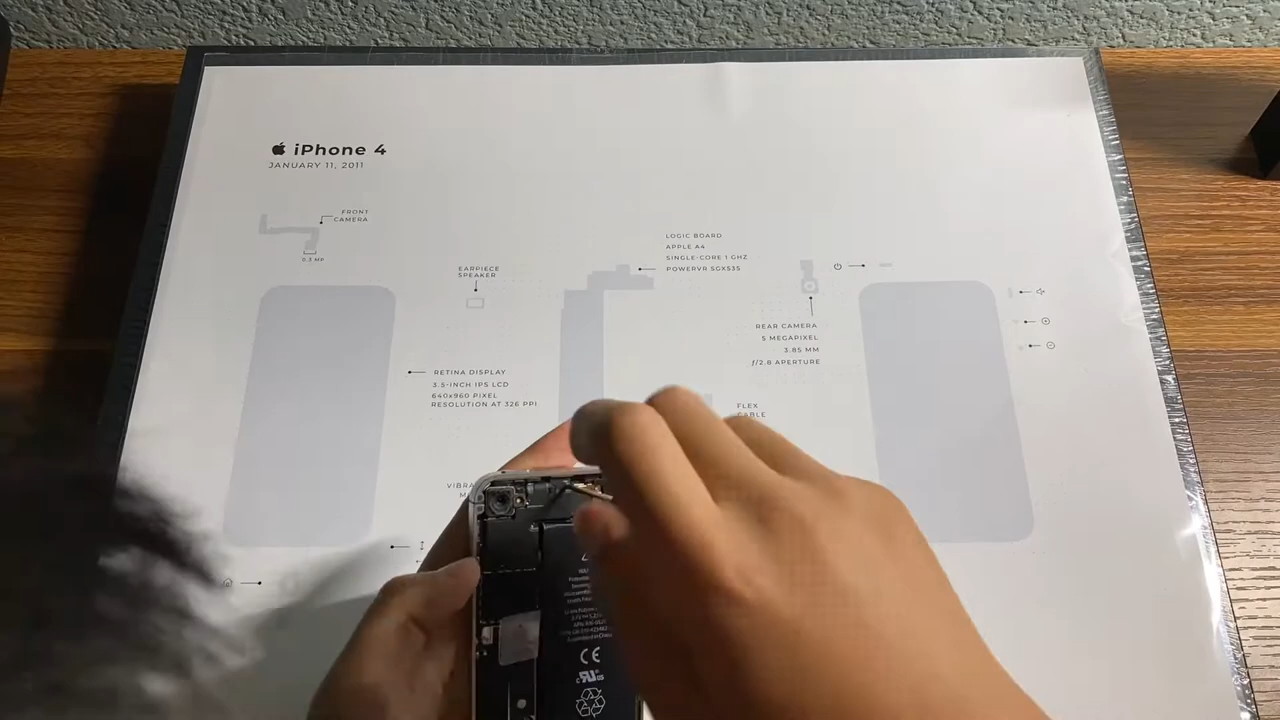 iPhone 4
JANUARY 11, 2011
FRONT
CAMERA
0.3 MP
EARPIECE
SPEAKER
LOGIC BOARD
APPLE A4
SINGLE-CORE 1 GHZ
POWERVR SGX535
REAR CAMERA
5 MEGAPIXEL
3.85 MM
ƒ/2.8 APERTURE
RETINA DISPLAY
3.5-INCH IPS LCD
640x960 PIXEL
RESOLUTION AT 326 PPI
FLEX
CABLE
VIBRA
M
CE